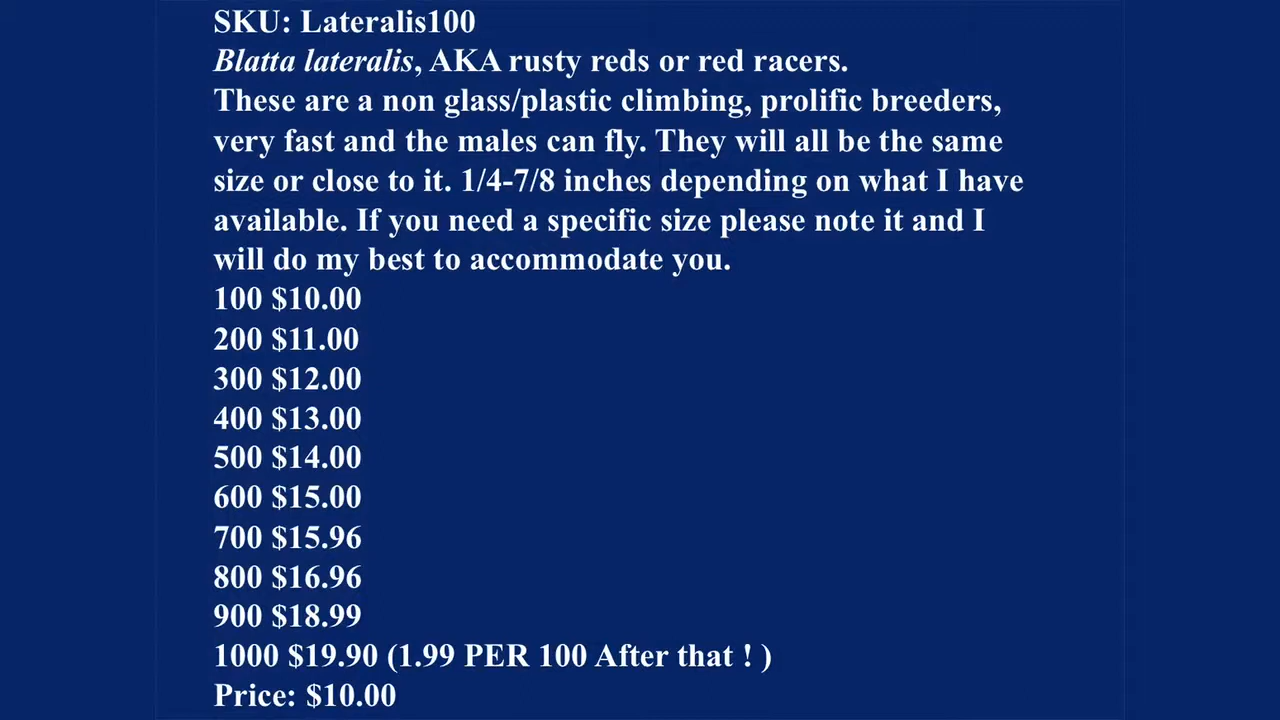 SKU: Lateralis100
Blatta lateralis, AKA rusty reds or red racers.
These are a non glass/plastic climbing, prolific breeders,
very fast and the males can fly. They will all be the same
size or close to it. 1/4-7/8 inches depending on what I have
available. If you need a specific size please note it and I
will do my best to accommodate you.
100 $10.00
200 $11.00
300 $12.00
400 $13.00
500 $14.00
600 $15.00
700 $15.96
800 $16.96
900 $18.99
1000 $19.90 (1.99 PER 100 After that ! )
Price: $10.00